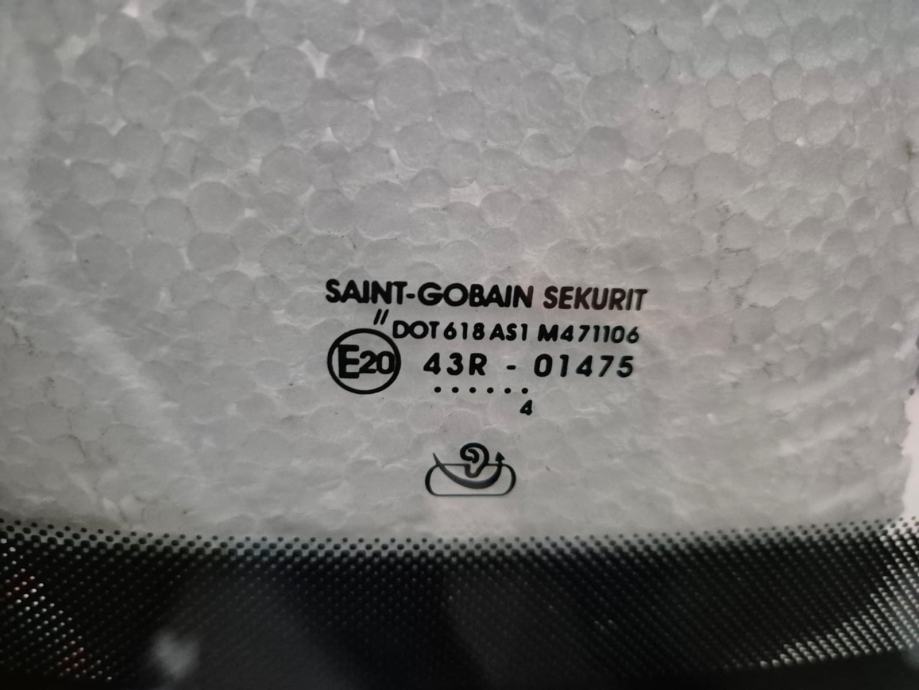 SAINT-GOBAIN SEKURIT
//
DOT 618 AS1 M471106
E20 43R - 01475
. . . . . .
4